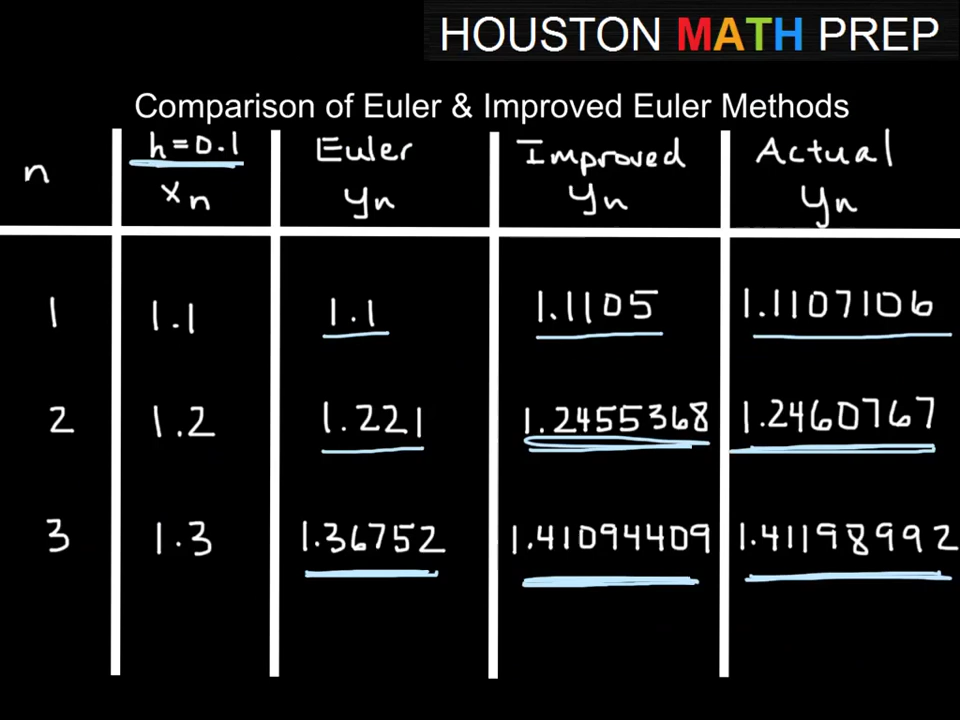 HOUSTON MATH PREP
Comparison of Euler & Improved Euler Methods
n h=0.1 xn Euler yn Improved yn Actual yn
1 1.1 1.1 1.1105 1.1107106
2 1.2 1.221 1.2455368 1.2460767
3 1.3 1.36752 1.41094409 1.41198992